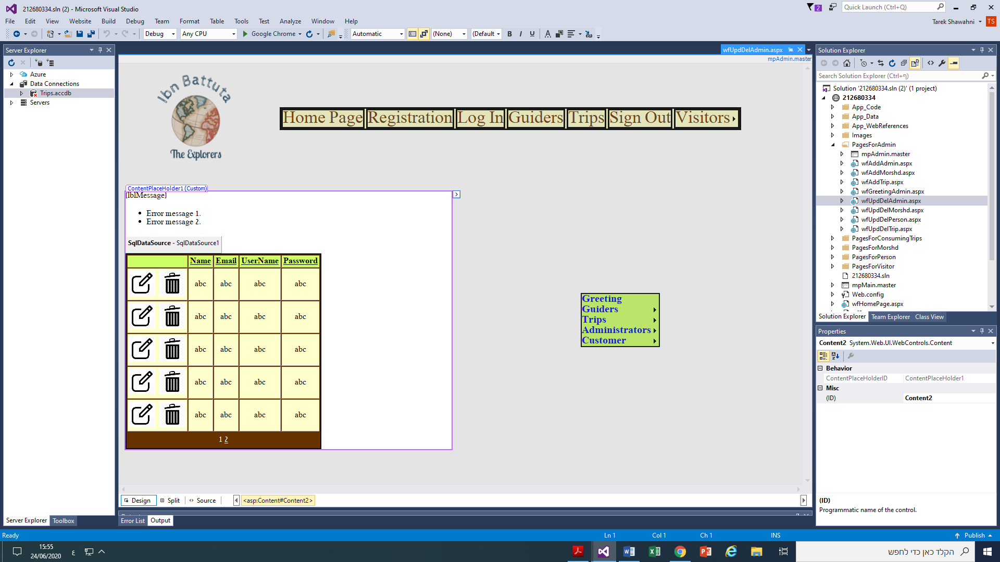 212680334.sln (2) - Microsoft Visual Studio
2
Quick Launch (Ctrl+Q)
File Edit View Website Build Debug Team Format Table Tools Test Analyze Window Help
Tarek Shawahni TS
Debug Any CPU Google Chrome Automatic (None) (Default B I U A
Server Explorer
Azure
Data Connections
Trips.accdb
Servers
Server Explorer Toolbox
wfUpdDelAdmin.aspx
mpAdmin.master
Ibn Battuta
The Explorers
Home Page Registration Log In Guiders Trips Sign Out Visitors
ContentPlaceHolder1 (Custom)
[lblMessage]
Error message 1.
Error message 2.
SqlDataSource - SqlDataSource1
Name Email UserName Password
abc abc abc abc
abc abc abc abc
abc abc abc abc
abc abc abc abc
abc abc abc abc
1 2
Greeting
Guiders
Trips
Administrators
Customer
Design Split Source <asp:Content#Content2>
Error List Output
Solution Explorer
Search Solution Explorer (Ctrl+ף)
Solution '212680334.sln (2)' (1 project)
212680334
App_Code
App_Data
App_WebReferences
Images
PagesForAdmin
mpAdmin.master
wfAddAdmin.aspx
wfAddMorshd.aspx
wfAddTrip.aspx
wfGreetingAdmin.aspx
wfUpdDelAdmin.aspx
wfUpdDelMorshd.aspx
wfUpdDelPerson.aspx
wfUpdDelTrip.aspx
PagesForConsumingTrips
PagesForMorshd
PagesForPerson
PagesForVisitor
212680334.sln
mpMain.master
Web.config
wfHomePage.aspx
Solution Explorer Team Explorer Class View
Properties
Content2 System.Web.UI.WebControls.Content
Behavior
ContentPlaceHolderID ContentPlaceHolder1
Misc
(ID) Content2
(ID)
Programmatic name of the control.
Ready Ln 1 Col 1 Ch 1 INS Publish
15:55
24/06/2020
ع
הקלד כאן כדי לחפש